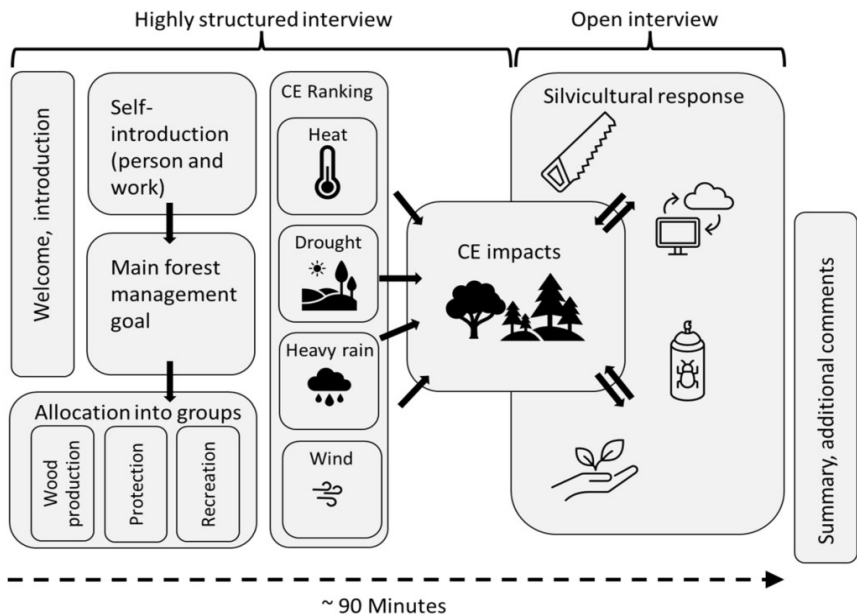 Highly structured interview
Open interview
Welcome, introduction
Self-
introduction
(person and
work)
Main forest
management
goal
Allocation into groups
Wood
production
Protection
Recreation
CE Ranking
Heat
Drought
Heavy rain
Wind
CE impacts
Silvicultural response
Summary, additional comments
~ 90 Minutes